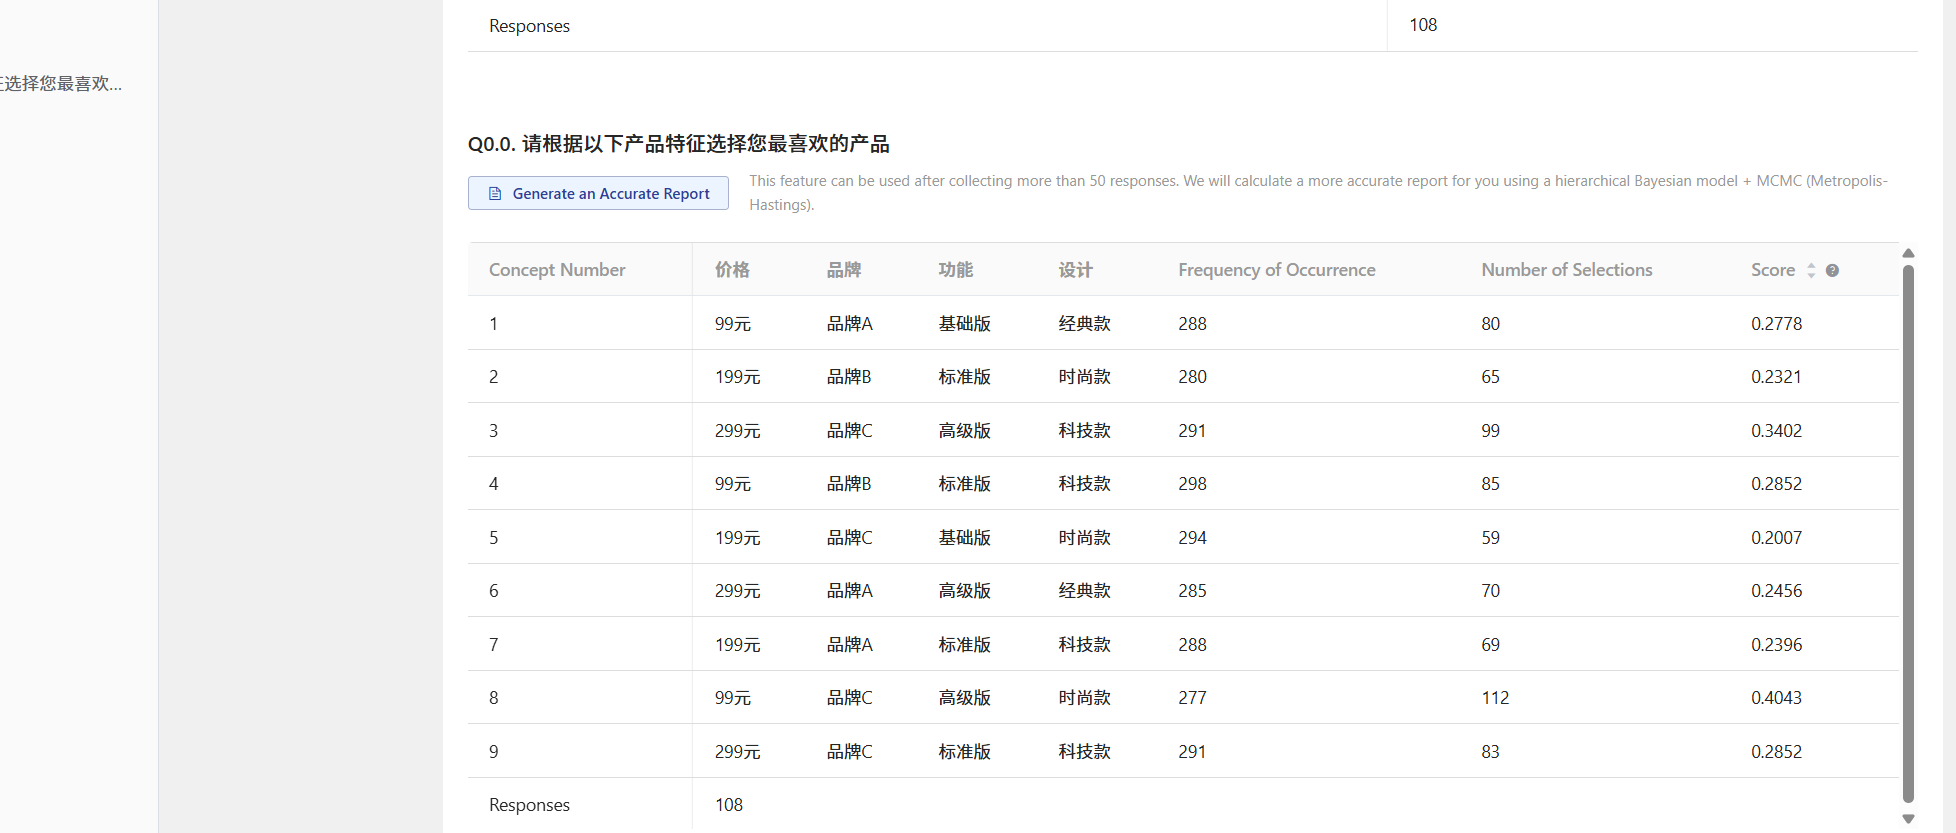 Responses 108
选择您最喜欢...
Q0.0. 请根据以下产品特征选择您最喜欢的产品
Generate an Accurate Report
This feature can be used after collecting more than 50 responses. We will calculate a more accurate report for you using a hierarchical Bayesian model + MCMC (Metropolis-
Hastings).
Concept Number 价格 品牌 功能 设计 Frequency of Occurrence Number of Selections Score
1 99元 品牌A 基础版 经典款 288 80 0.2778
2 199元 品牌B 标准版 时尚款 280 65 0.2321
3 299元 品牌C 高级版 科技款 291 99 0.3402
4 99元 品牌B 标准版 科技款 298 85 0.2852
5 199元 品牌C 基础版 时尚款 294 59 0.2007
6 299元 品牌A 高级版 经典款 285 70 0.2456
7 199元 品牌A 标准版 科技款 288 69 0.2396
8 99元 品牌C 高级版 时尚款 277 112 0.4043
9 299元 品牌C 标准版 科技款 291 83 0.2852
Responses 108